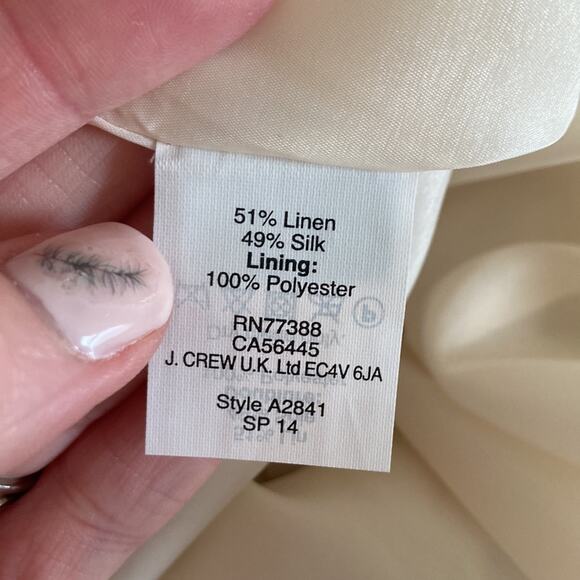 51% Linen
49% Silk
Lining:
100% Polyester
RN77388
CA56445
J. CREW U.K. Ltd EC4V 6JA
Style A2841
SP 14